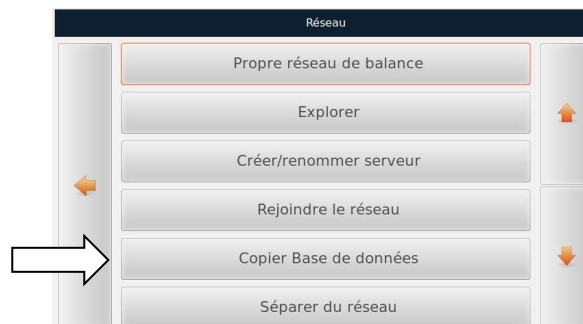 Réseau
Propre réseau de balance
Explorer
Créer/renommer serveur
Rejoindre le réseau
Copier Base de données
Séparer du réseau